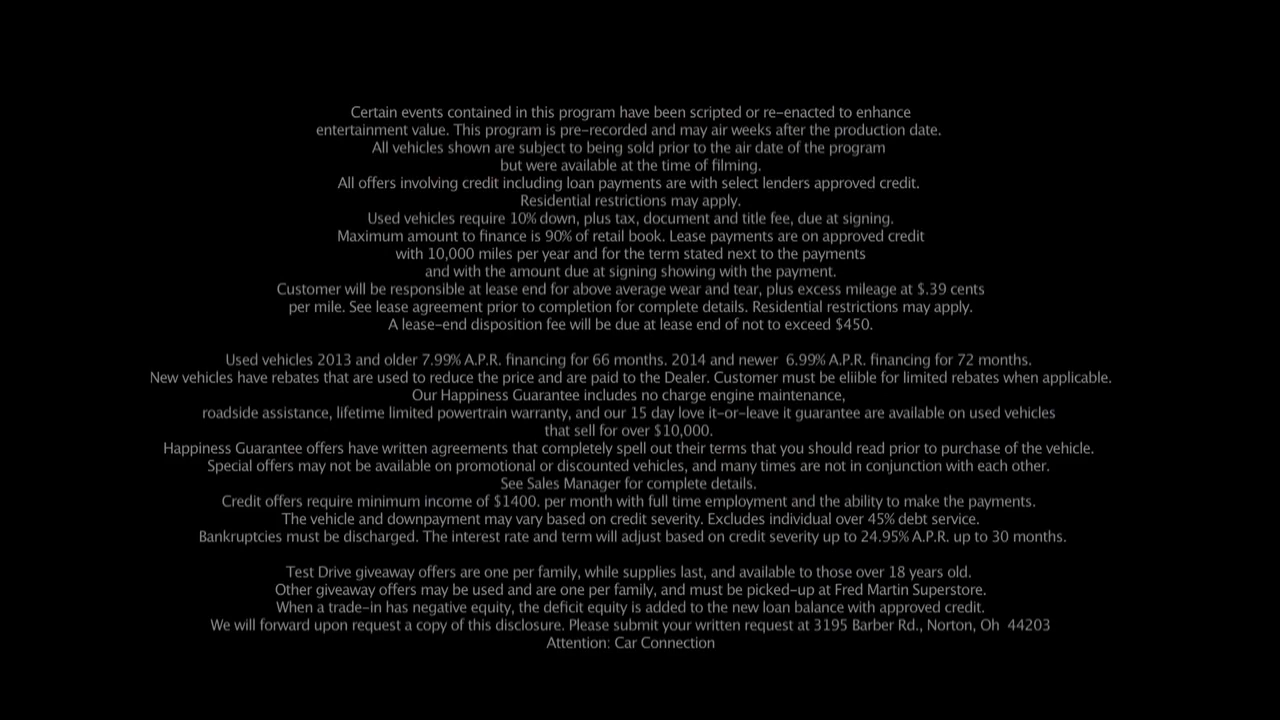 Certain events contained in this program have been scripted or re-enacted to enhance
entertainment value. This program is pre-recorded and may air weeks after the production date.
All vehicles shown are subject to being sold prior to the air date of the program
but were available at the time of filming.
All offers involving credit including loan payments are with select lenders approved credit.
Residential restrictions may apply.
Used vehicles require 10% down, plus tax, document and title fee, due at signing.
Maximum amount to finance is 90% of retail book. Lease payments are on approved credit
with 10,000 miles per year and for the term stated next to the payments
and with the amount due at signing showing with the payment.
Customer will be responsible at lease end for above average wear and tear, plus excess mileage at $.39 cents
per mile. See lease agreement prior to completion for complete details. Residential restrictions may apply.
A lease-end disposition fee will be due at lease end of not to exceed $450.
Used vehicles 2013 and older 7.99% A.P.R. financing for 66 months. 2014 and newer 6.99% A.P.R. financing for 72 months.
New vehicles have rebates that are used to reduce the price and are paid to the Dealer. Customer must be eliible for limited rebates when applicable.
Our Happiness Guarantee includes no charge engine maintenance,
roadside assistance, lifetime limited powertrain warranty, and our 15 day love it-or-leave it guarantee are available on used vehicles
that sell for over $10,000.
Happiness Guarantee offers have written agreements that completely spell out their terms that you should read prior to purchase of the vehicle.
Special offers may not be available on promotional or discounted vehicles, and many times are not in conjunction with each other.
See Sales Manager for complete details.
Credit offers require minimum income of $1400. per month with full time employment and the ability to make the payments.
The vehicle and downpayment may vary based on credit severity. Excludes individual over 45% debt service.
Bankruptcies must be discharged. The interest rate and term will adjust based on credit severity up to 24.95% A.P.R. up to 30 months.
Test Drive giveaway offers are one per family, while supplies last, and available to those over 18 years old.
Other giveaway offers may be used and are one per family, and must be picked-up at Fred Martin Superstore.
When a trade-in has negative equity, the deficit equity is added to the new loan balance with approved credit.
We will forward upon request a copy of this disclosure. Please submit your written request at 3195 Barber Rd., Norton, Oh 44203
Attention: Car Connection